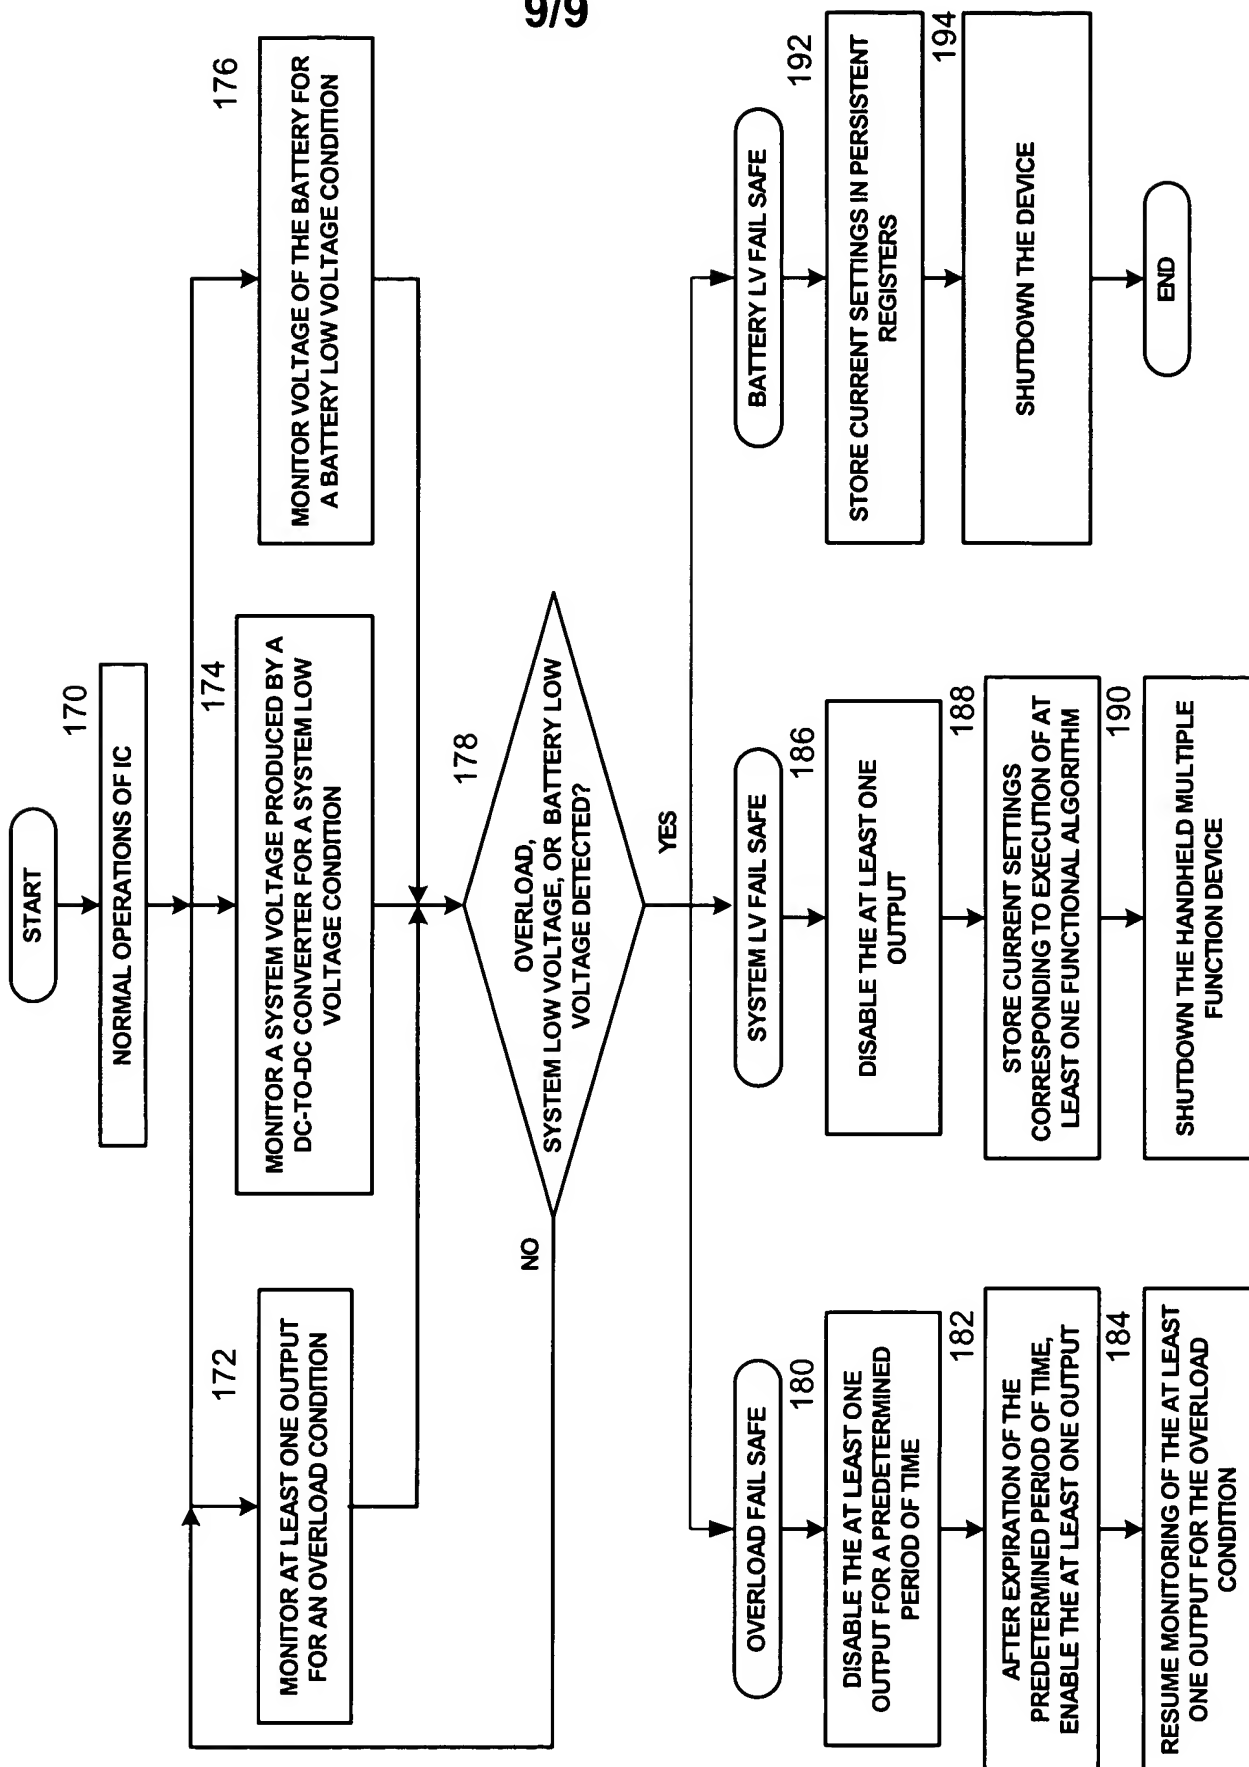 9/9
START
170
NORMAL OPERATIONS OF IC
172
MONITOR AT LEAST ONE OUTPUT
FOR AN OVERLOAD CONDITION
174
MONITOR A SYSTEM VOLTAGE PRODUCED BY A
DC-TO-DC CONVERTER FOR A SYSTEM LOW
VOLTAGE CONDITION
176
MONITOR VOLTAGE OF THE BATTERY FOR
A BATTERY LOW VOLTAGE CONDITION
178
OVERLOAD,
SYSTEM LOW VOLTAGE, OR BATTERY LOW
VOLTAGE DETECTED?
NO
YES
OVERLOAD FAIL SAFE
180
DISABLE THE AT LEAST ONE
OUTPUT FOR A PREDETERMINED
PERIOD OF TIME
182
AFTER EXPIRATION OF THE
PREDETERMINED PERIOD OF TIME,
ENABLE THE AT LEAST ONE OUTPUT
184
RESUME MONITORING OF THE AT LEAST
ONE OUTPUT FOR THE OVERLOAD
CONDITION
SYSTEM LV FAIL SAFE
186
DISABLE THE AT LEAST ONE
OUTPUT
188
STORE CURRENT SETTINGS
CORRESPONDING TO EXECUTION OF AT
LEAST ONE FUNCTIONAL ALGORITHM
190
SHUTDOWN THE HANDHELD MULTIPLE
FUNCTION DEVICE
BATTERY LV FAIL SAFE
192
STORE CURRENT SETTINGS IN PERSISTENT
REGISTERS
194
SHUTDOWN THE DEVICE
END